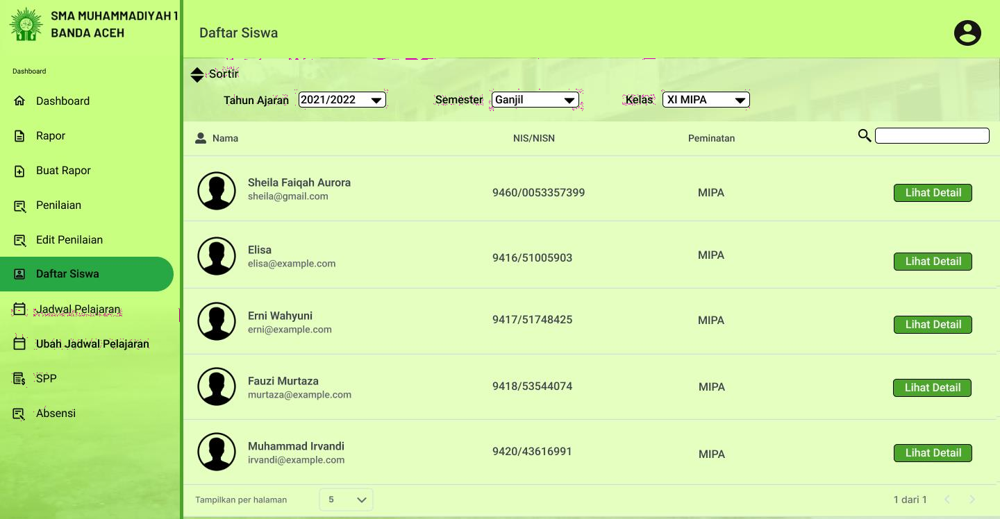 SMA MUHAMMADIYAH 1
BANDA ACEH
Daftar Siswa
Dashboard
Dashboard
Rapor
Buat Rapor
Penilaian
Edit Penilaian
Daftar Siswa
Jadwal Pelajaran
Ubah Jadwal Pelajaran
SPP
Absensi
Sortir
Tahun Ajaran 2021/2022 Semester Ganjil Kelas XI MIPA
Nama NIS/NISN Peminatan
Sheila Faiqah Aurora
sheila@gmail.com
9460/0053357399 MIPA Lihat Detail
Elisa
elisa@example.com
9416/51005903 MIPA Lihat Detail
Erni Wahyuni
erni@example.com
9417/51748425 MIPA Lihat Detail
Fauzi Murtaza
murtaza@example.com
9418/53544074 MIPA Lihat Detail
Muhammad Irvandi
irvandi@example.com
9420/43616991 MIPA Lihat Detail
Tampilkan per halaman 5 1 dari 1